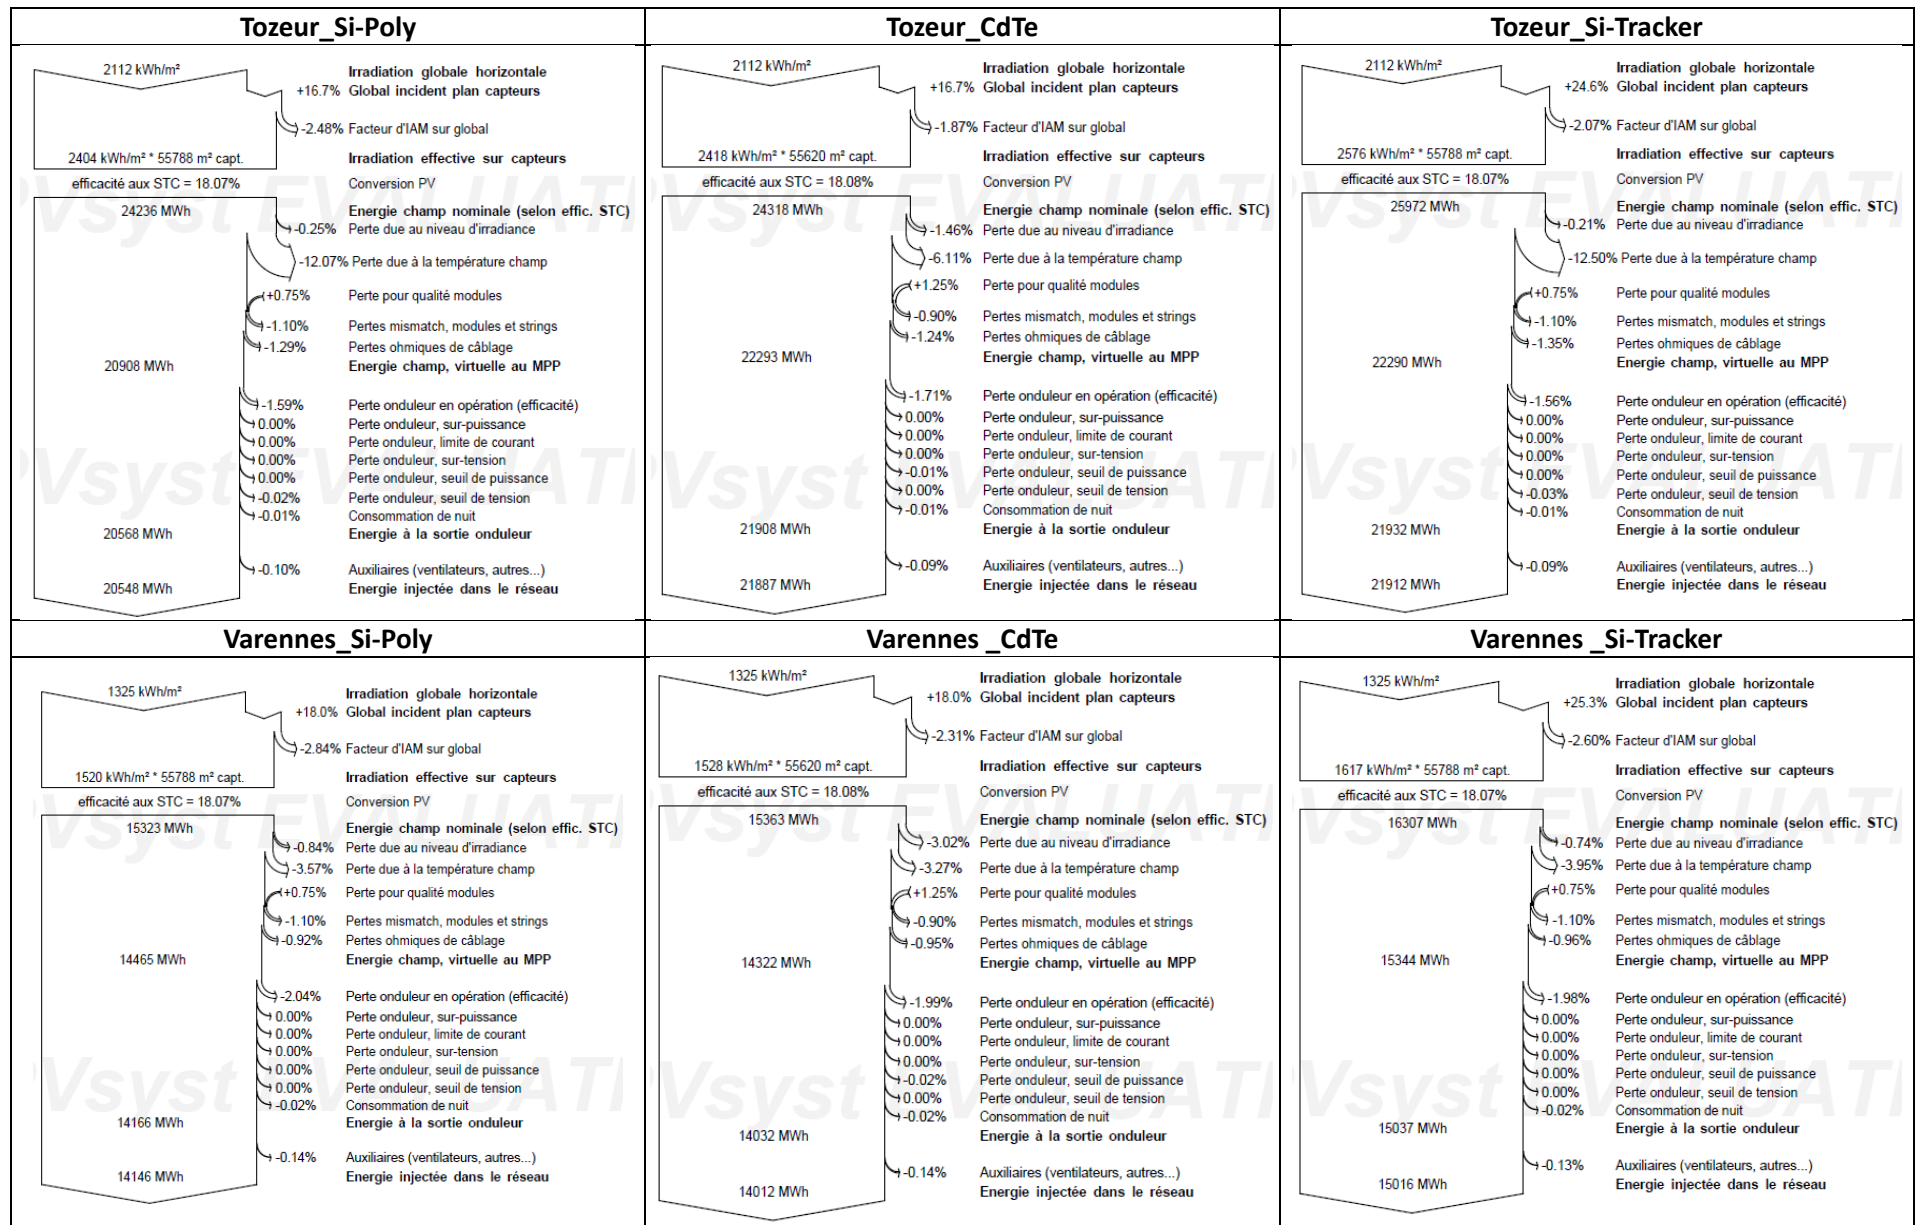 Tozeur_Si-Poly
2112 kWh/m²
Irradiation globale horizontale
+16.7% Global incident plan capteurs
-2.48% Facteur d'IAM sur global
2404 kWh/m² * 55788 m² capt.
Irradiation effective sur capteurs
efficacité aux STC = 18.07%
Conversion PV
24236 MWh
Energie champ nominale (selon effic. STC)
-0.25% Perte due au niveau d'irradiance
-12.07% Perte due à la température champ
+0.75% Perte pour qualité modules
-1.10% Pertes mismatch, modules et strings
-1.29% Pertes ohmiques de câblage
20908 MWh
Energie champ, virtuelle au MPP
-1.59% Perte onduleur en opération (efficacité)
0.00% Perte onduleur, sur-puissance
0.00% Perte onduleur, limite de courant
0.00% Perte onduleur, sur-tension
0.00% Perte onduleur, seuil de puissance
-0.02% Perte onduleur, seuil de tension
-0.01% Consommation de nuit
20568 MWh
Energie à la sortie onduleur
-0.10% Auxiliaires (ventilateurs, autres...)
20548 MWh
Energie injectée dans le réseau
Tozeur_CdTe
2112 kWh/m²
Irradiation globale horizontale
+16.7% Global incident plan capteurs
-1.87% Facteur d'IAM sur global
2418 kWh/m² * 55620 m² capt.
Irradiation effective sur capteurs
efficacité aux STC = 18.08%
Conversion PV
24318 MWh
Energie champ nominale (selon effic. STC)
-1.46% Perte due au niveau d'irradiance
-6.11% Perte due à la température champ
+1.25% Perte pour qualité modules
-0.90% Pertes mismatch, modules et strings
-1.24% Pertes ohmiques de câblage
22293 MWh
Energie champ, virtuelle au MPP
-1.71% Perte onduleur en opération (efficacité)
0.00% Perte onduleur, sur-puissance
0.00% Perte onduleur, limite de courant
0.00% Perte onduleur, sur-tension
-0.01% Perte onduleur, seuil de puissance
0.00% Perte onduleur, seuil de tension
-0.01% Consommation de nuit
21908 MWh
Energie à la sortie onduleur
-0.09% Auxiliaires (ventilateurs, autres...)
21887 MWh
Energie injectée dans le réseau
Tozeur_Si-Tracker
2112 kWh/m²
Irradiation globale horizontale
+24.6% Global incident plan capteurs
-2.07% Facteur d'IAM sur global
2576 kWh/m² * 55788 m² capt.
Irradiation effective sur capteurs
efficacité aux STC = 18.07%
Conversion PV
25972 MWh
Energie champ nominale (selon effic. STC)
-0.21% Perte due au niveau d'irradiance
-12.50% Perte due à la température champ
+0.75% Perte pour qualité modules
-1.10% Pertes mismatch, modules et strings
-1.35% Pertes ohmiques de câblage
22290 MWh
Energie champ, virtuelle au MPP
-1.56% Perte onduleur en opération (efficacité)
0.00% Perte onduleur, sur-puissance
0.00% Perte onduleur, limite de courant
0.00% Perte onduleur, sur-tension
0.00% Perte onduleur, seuil de puissance
-0.03% Perte onduleur, seuil de tension
-0.01% Consommation de nuit
21932 MWh
Energie à la sortie onduleur
-0.09% Auxiliaires (ventilateurs, autres...)
21912 MWh
Energie injectée dans le réseau
Varennes_Si-Poly
1325 kWh/m²
Irradiation globale horizontale
+18.0% Global incident plan capteurs
-2.84% Facteur d'IAM sur global
1520 kWh/m² * 55788 m² capt.
Irradiation effective sur capteurs
efficacité aux STC = 18.07%
Conversion PV
15323 MWh
Energie champ nominale (selon effic. STC)
-0.84% Perte due au niveau d'irradiance
-3.57% Perte due à la température champ
+0.75% Perte pour qualité modules
-1.10% Pertes mismatch, modules et strings
-0.92% Pertes ohmiques de câblage
14465 MWh
Energie champ, virtuelle au MPP
-2.04% Perte onduleur en opération (efficacité)
0.00% Perte onduleur, sur-puissance
0.00% Perte onduleur, limite de courant
0.00% Perte onduleur, sur-tension
0.00% Perte onduleur, seuil de puissance
0.00% Perte onduleur, seuil de tension
-0.02% Consommation de nuit
14166 MWh
Energie à la sortie onduleur
-0.14% Auxiliaires (ventilateurs, autres...)
14146 MWh
Energie injectée dans le réseau
Varennes _CdTe
1325 kWh/m²
Irradiation globale horizontale
+18.0% Global incident plan capteurs
-2.31% Facteur d'IAM sur global
1528 kWh/m² * 55620 m² capt.
Irradiation effective sur capteurs
efficacité aux STC = 18.08%
Conversion PV
15363 MWh
Energie champ nominale (selon effic. STC)
-3.02% Perte due au niveau d'irradiance
-3.27% Perte due à la température champ
+1.25% Perte pour qualité modules
-0.90% Pertes mismatch, modules et strings
-0.95% Pertes ohmiques de câblage
14322 MWh
Energie champ, virtuelle au MPP
-1.99% Perte onduleur en opération (efficacité)
0.00% Perte onduleur, sur-puissance
0.00% Perte onduleur, limite de courant
0.00% Perte onduleur, sur-tension
-0.02% Perte onduleur, seuil de puissance
0.00% Perte onduleur, seuil de tension
-0.02% Consommation de nuit
14032 MWh
Energie à la sortie onduleur
-0.14% Auxiliaires (ventilateurs, autres...)
14012 MWh
Energie injectée dans le réseau
Varennes _Si-Tracker
1325 kWh/m²
Irradiation globale horizontale
+25.3% Global incident plan capteurs
-2.60% Facteur d'IAM sur global
1617 kWh/m² * 55788 m² capt.
Irradiation effective sur capteurs
efficacité aux STC = 18.07%
Conversion PV
16307 MWh
Energie champ nominale (selon effic. STC)
-0.74% Perte due au niveau d'irradiance
-3.95% Perte due à la température champ
+0.75% Perte pour qualité modules
-1.10% Pertes mismatch, modules et strings
-0.96% Pertes ohmiques de câblage
15344 MWh
Energie champ, virtuelle au MPP
-1.98% Perte onduleur en opération (efficacité)
0.00% Perte onduleur, sur-puissance
0.00% Perte onduleur, limite de courant
0.00% Perte onduleur, sur-tension
0.00% Perte onduleur, seuil de puissance
0.00% Perte onduleur, seuil de tension
-0.02% Consommation de nuit
15037 MWh
Energie à la sortie onduleur
-0.13% Auxiliaires (ventilateurs, autres...)
15016 MWh
Energie injectée dans le réseau